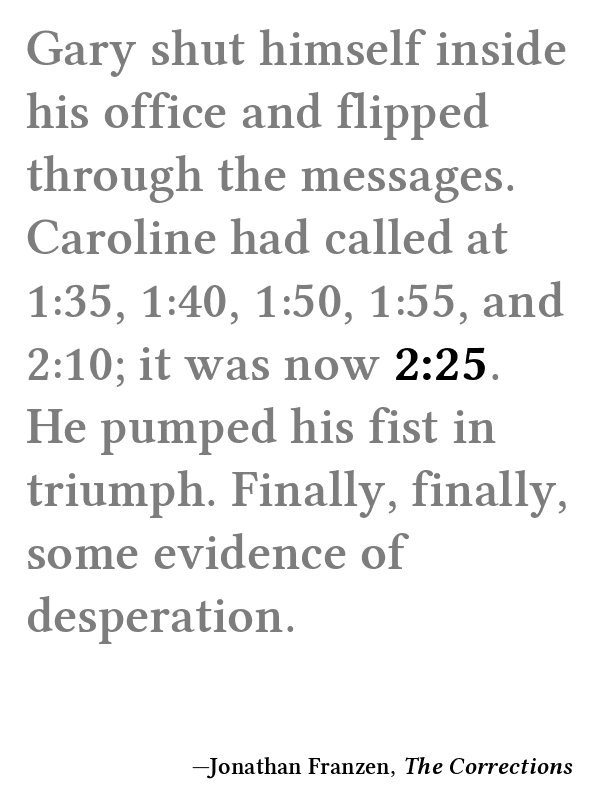 Gary shut himself inside
his office and flipped
through the messages.
Caroline had called at
1:35, 1:40, 1:50, 1:55, and
2:10; it was now 2:25.
He pumped his fist in
triumph. Finally, finally,
some evidence of
desperation.
—Jonathan Franzen, The Corrections